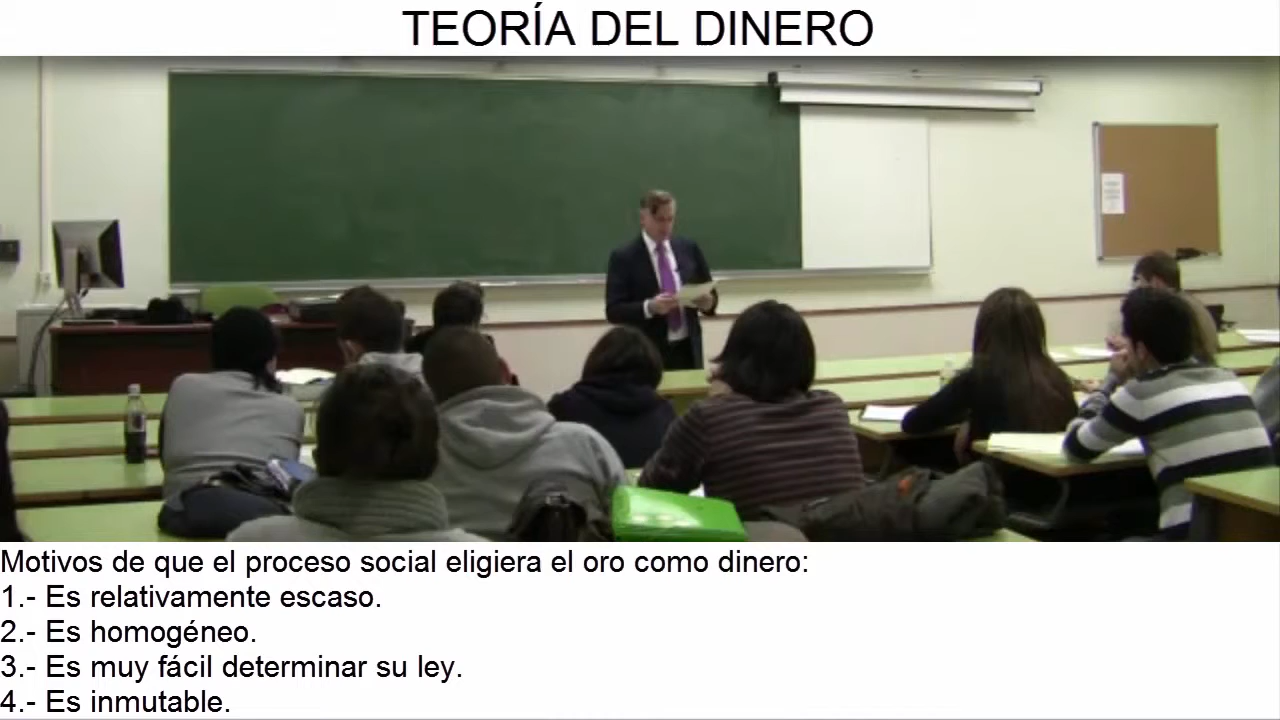 TEORÍA DEL DINERO
Motivos de que el proceso social eligiera el oro como dinero:
1.- Es relativamente escaso.
2.- Es homogéneo.
3.- Es muy fácil determinar su ley.
4.- Es inmutable.